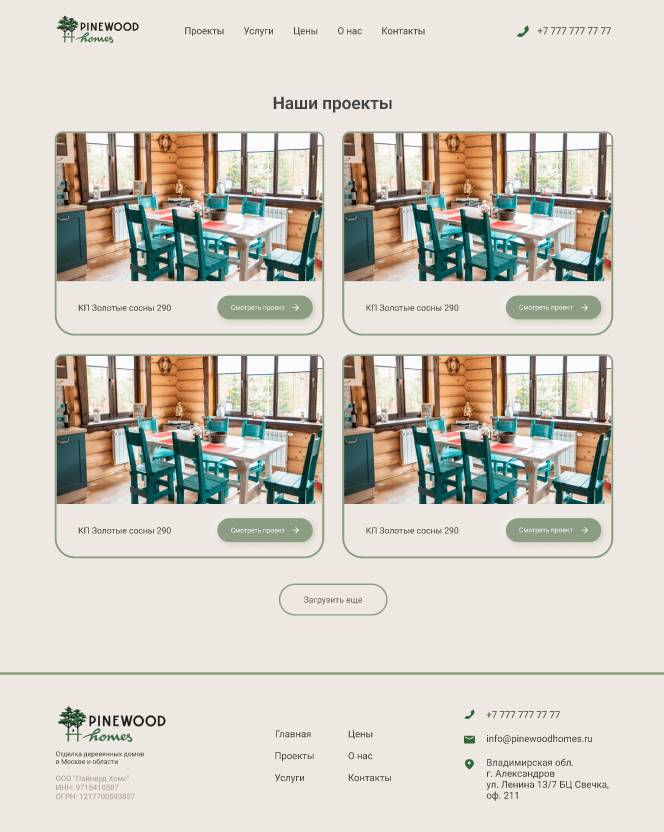 PINEWOOD
homes
Проекты Услуги Цены О нас Контакты
+7 777 777 77 77
Наши проекты
КП Золотые сосны 290
Смотреть проект
КП Золотые сосны 290
Смотреть проект
КП Золотые сосны 290
Смотреть проект
КП Золотые сосны 290
Смотреть проект
Загрузить еще
PINEWOOD
homes
Отделка деревянных домов
в Москве и области
ООО "Пайнвуд Хомс"
ИНН: 9715410587
ОГРН: 1217700593857
Главная
Проекты
Услуги
Цены
О нас
Контакты
+7 777 777 77 77
info@pinewoodhomes.ru
Владимирская обл.
г. Александров
ул. Ленина 13/7 БЦ Свечка,
оф. 211